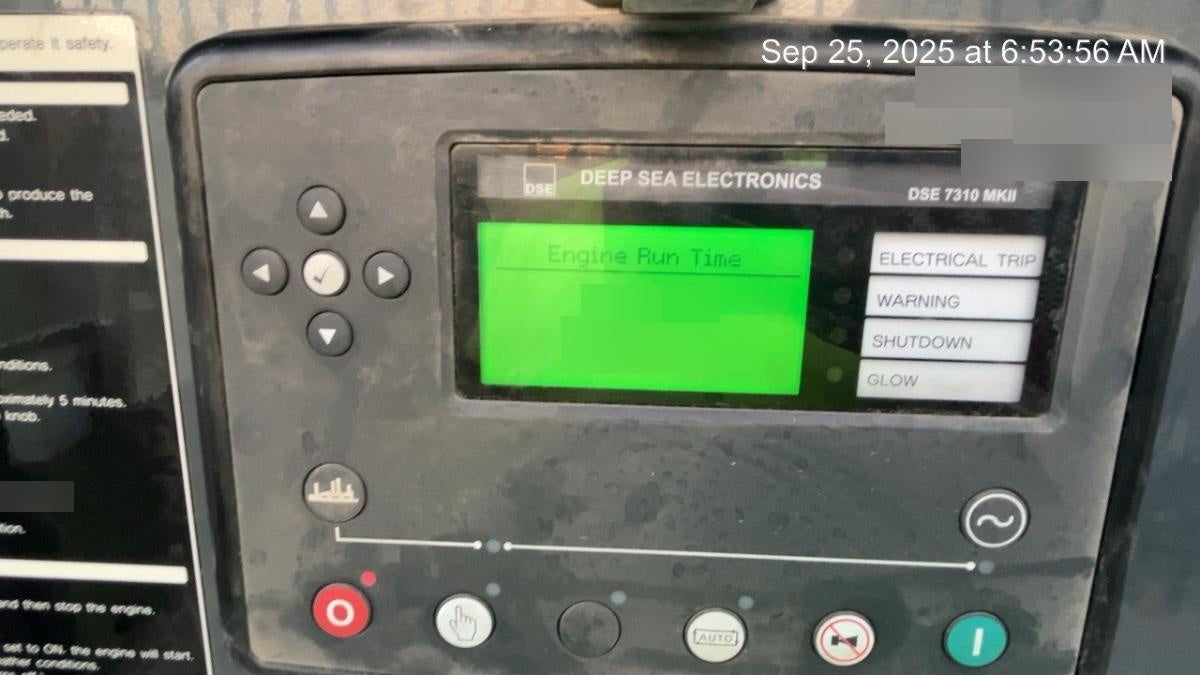 Sep 25, 2025 at 6:53:56 AM
perate it safety.
eded.
d.
produce the
h.
nditions.
oximately 5 minutes.
knob.
tion.
and then stop the engine.
set to ON, the engine will start.
eather conditions.
DSE
DEEP SEA ELECTRONICS
DSE 7310 MKII
Engine Run Time
ELECTRICAL TRIP
WARNING
SHUTDOWN
GLOW
O
AUTO
I